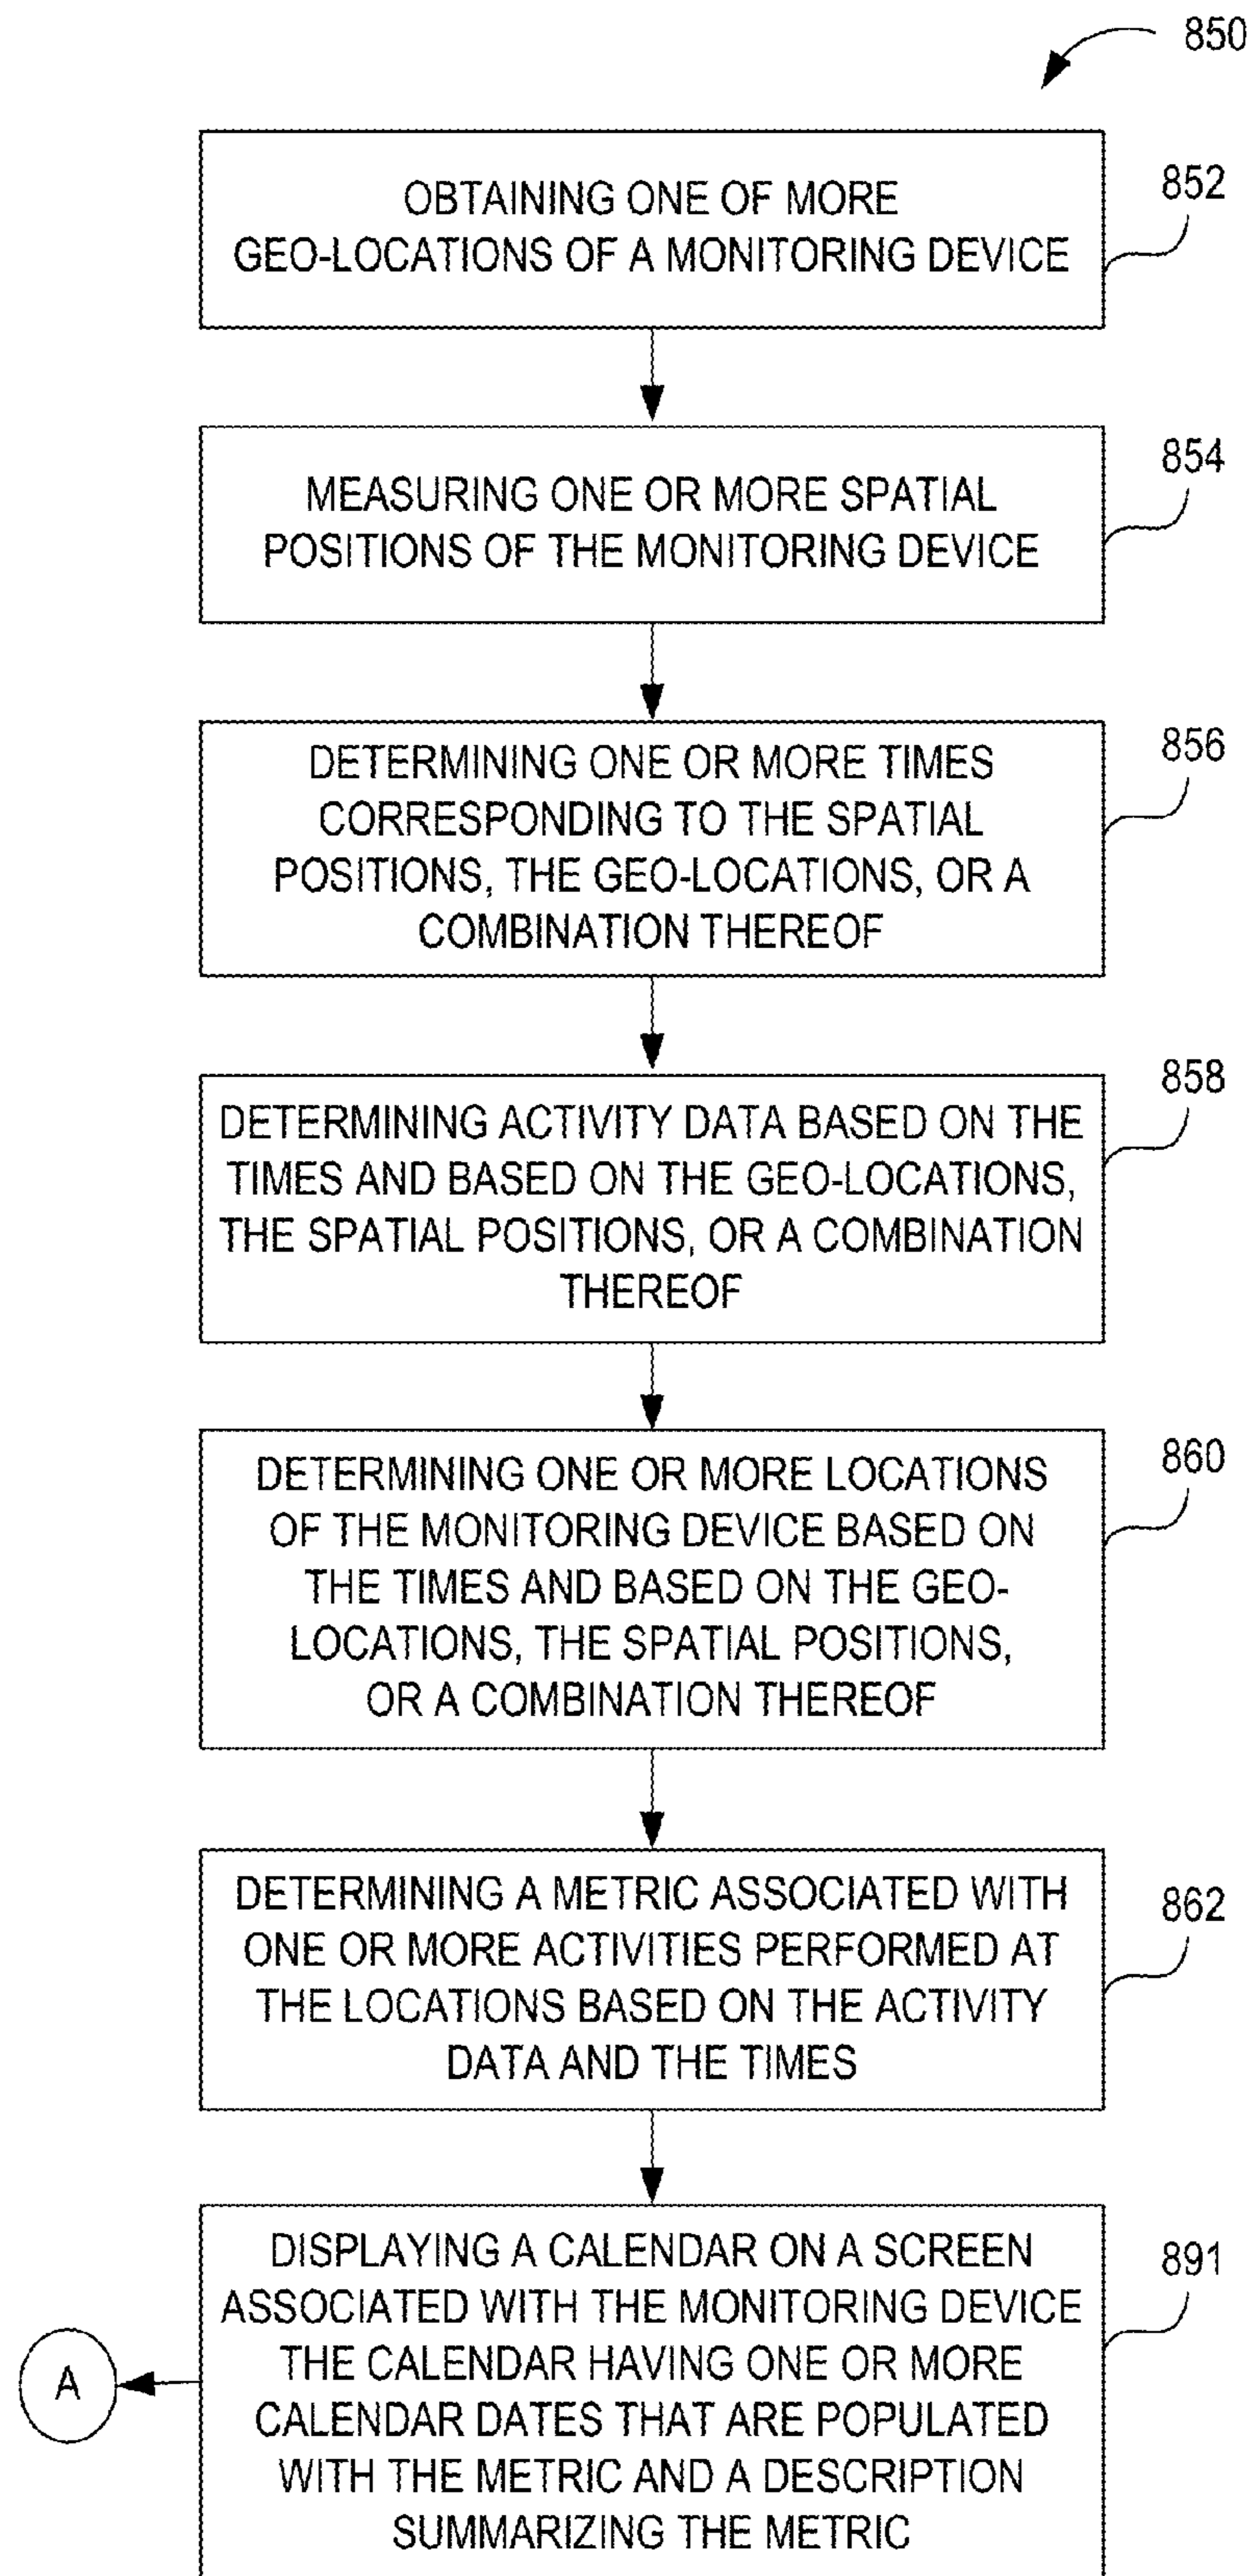 850
OBTAINING ONE OF MORE
GEO-LOCATIONS OF A MONITORING DEVICE
852
MEASURING ONE OR MORE SPATIAL
POSITIONS OF THE MONITORING DEVICE
854
DETERMINING ONE OR MORE TIMES
CORRESPONDING TO THE SPATIAL
POSITIONS, THE GEO-LOCATIONS, OR A
COMBINATION THEREOF
856
DETERMINING ACTIVITY DATA BASED ON THE
TIMES AND BASED ON THE GEO-LOCATIONS,
THE SPATIAL POSITIONS, OR A COMBINATION
THEREOF
858
DETERMINING ONE OR MORE LOCATIONS
OF THE MONITORING DEVICE BASED ON
THE TIMES AND BASED ON THE GEO-
LOCATIONS, THE SPATIAL POSITIONS,
OR A COMBINATION THEREOF
860
DETERMINING A METRIC ASSOCIATED WITH
ONE OR MORE ACTIVITIES PERFORMED AT
THE LOCATIONS BASED ON THE ACTIVITY
DATA AND THE TIMES
862
DISPLAYING A CALENDAR ON A SCREEN
ASSOCIATED WITH THE MONITORING DEVICE
THE CALENDAR HAVING ONE OR MORE
CALENDAR DATES THAT ARE POPULATED
WITH THE METRIC AND A DESCRIPTION
SUMMARIZING THE METRIC
891
A